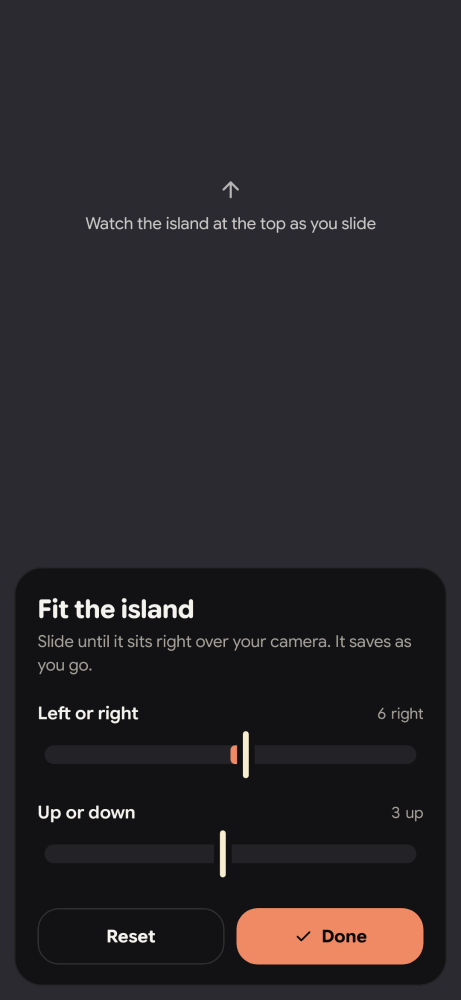 Watch the island at the top as you slide
Fit the island
Slide until it sits right over your camera. It saves as
you go.
Left or right
6 right
Up or down
3 up
Reset
Done